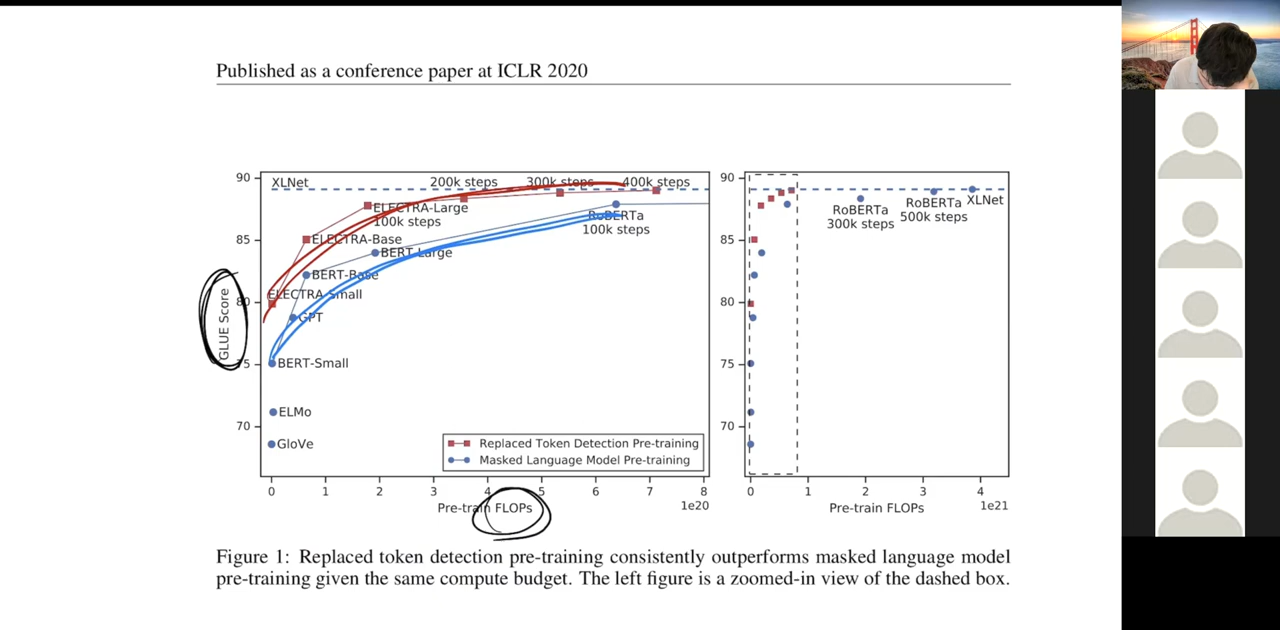 Published as a conference paper at ICLR 2020
90
85
80
75
70
GLUE Score
XLNet
200k steps
300k steps
400k steps
ELECTRA-Large
100k steps
ELECTRA-Base
BERT-Large
RoBERTa
100k steps
BERT-Base
ELECTRA-Small
GPT
BERT-Small
ELMo
GloVe
Replaced Token Detection Pre-training
Masked Language Model Pre-training
0 1 2 3 4 5 6 7 8
Pre-train FLOPs
1e20
90
85
80
75
70
RoBERTa
300k steps
RoBERTa
500k steps
XLNet
0 1 2 3 4
Pre-train FLOPs
1e21
Figure 1: Replaced token detection pre-training consistently outperforms masked language model
pre-training given the same compute budget. The left figure is a zoomed-in view of the dashed box.